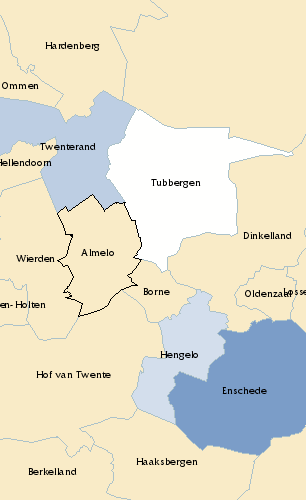 Hardenberg
Ommen
Twenterand
Hellendoorn
Tubbergen
Dinkelland
Almelo
Wierden
Borne
Oldenzaal
Losse
en- Holten
Hengelo
Hof van Twente
Enschede
Haaksbergen
Berkelland